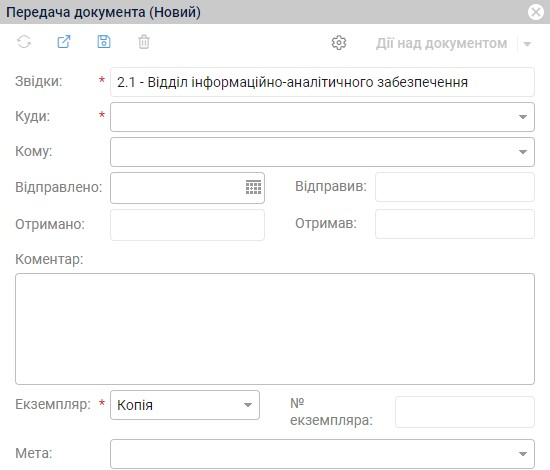 Передача документа (Новий)
Дії над документом
Звідки: * 2.1 - Відділ інформаційно-аналітичного забезпечення
Куди: *
Кому:
Відправлено: Відправив:
Отримано: Отримав:
Коментар:
Екземпляр: * Копія №
екземпляра:
Мета: